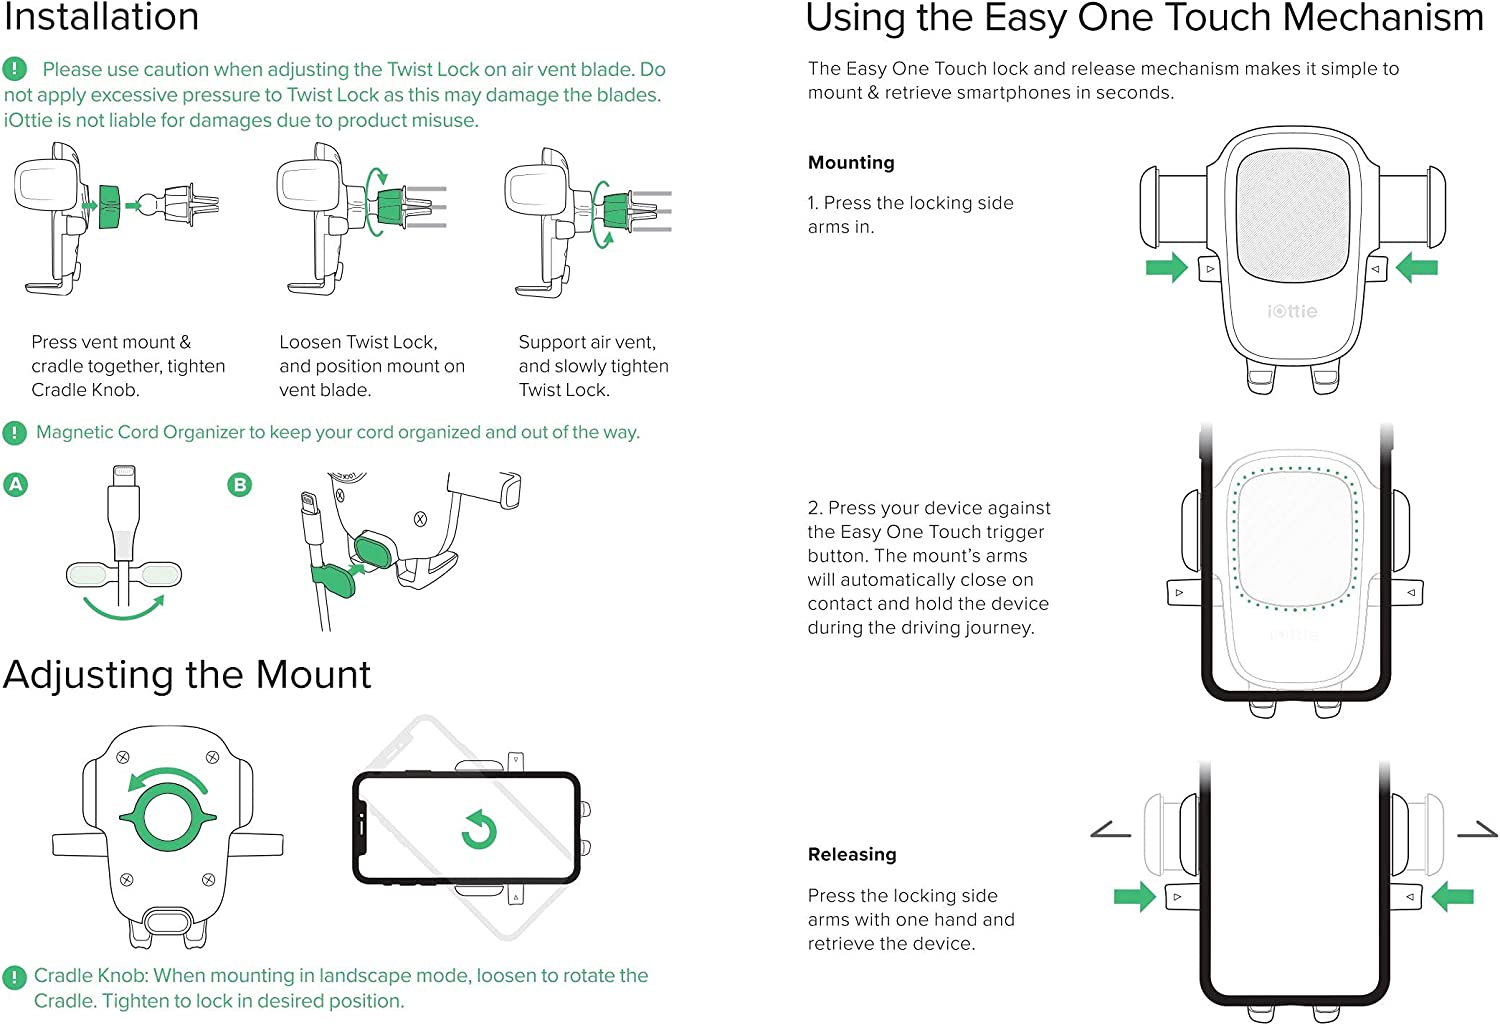 Installation
Please use caution when adjusting the Twist Lock on air vent blade. Do
not apply excessive pressure to Twist Lock as this may damage the blades.
iOttie is not liable for damages due to product misuse.
Press vent mount &
cradle together, tighten
Cradle Knob.
Loosen Twist Lock,
and position mount on
vent blade.
Support air vent,
and slowly tighten
Twist Lock.
Magnetic Cord Organizer to keep your cord organized and out of the way.
A
B
Adjusting the Mount
Cradle Knob: When mounting in landscape mode, loosen to rotate the
Cradle. Tighten to lock in desired position.
Using the Easy One Touch Mechanism
The Easy One Touch lock and release mechanism makes it simple to
mount & retrieve smartphones in seconds.
Mounting
1. Press the locking side
arms in.
iOttie
2. Press your device against
the Easy One Touch trigger
button. The mount's arms
will automatically close on
contact and hold the device
during the driving journey.
iOttie
Releasing
Press the locking side
arms with one hand and
retrieve the device.